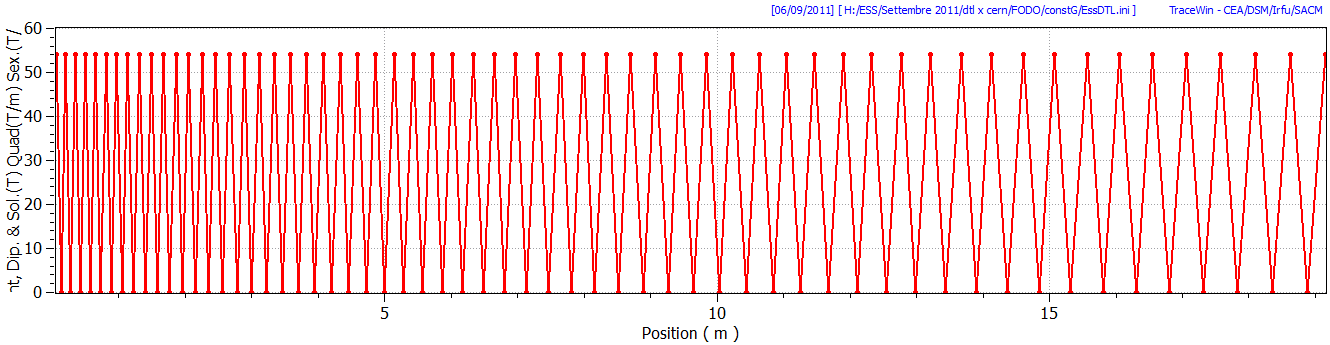 [06/09/2011] [ H:/ESS/Settembre 2011/dtl x cern/FODO/constG/EssDTL.ini ] TraceWin - CEA/DSM/Irfu/SACM
60
50
40
30
20
10
0
nt, Dip. & Sol.(T) Quad(T/m) Sex.(T/
5 10 15
Position ( m )